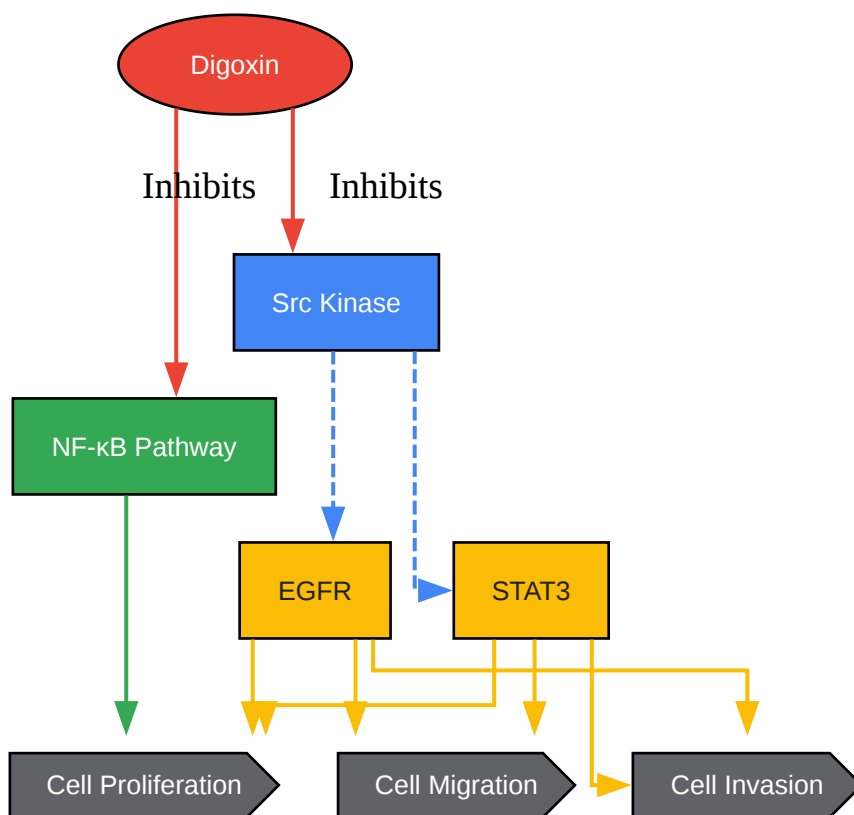 Digoxin
Inhibits
Inhibits
Src Kinase
NF-κB Pathway
EGFR
STAT3
Cell Proliferation
Cell Migration
Cell Invasion